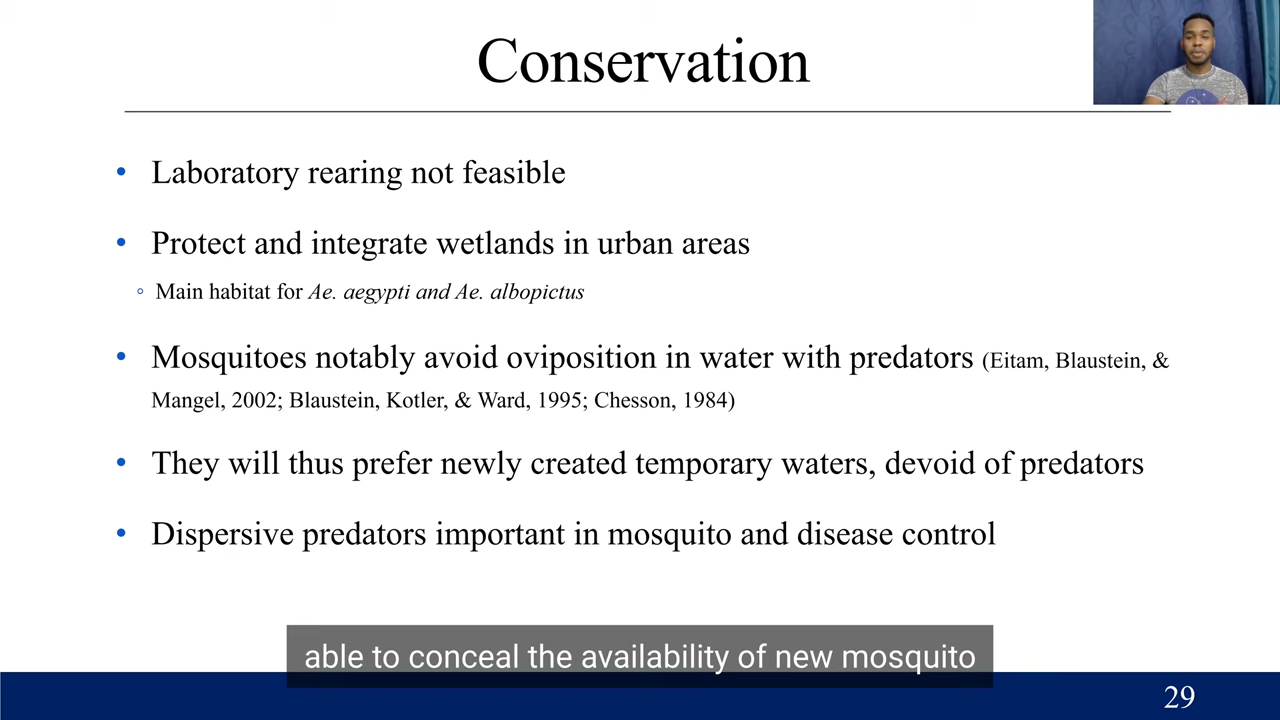 Conservation
• Laboratory rearing not feasible
• Protect and integrate wetlands in urban areas
◦ Main habitat for Ae. aegypti and Ae. albopictus
• Mosquitoes notably avoid oviposition in water with predators (Eitam, Blaustein, &
Mangel, 2002; Blaustein, Kotler, & Ward, 1995; Chesson, 1984)
• They will thus prefer newly created temporary waters, devoid of predators
• Dispersive predators important in mosquito and disease control
able to conceal the availability of new mosquito
29